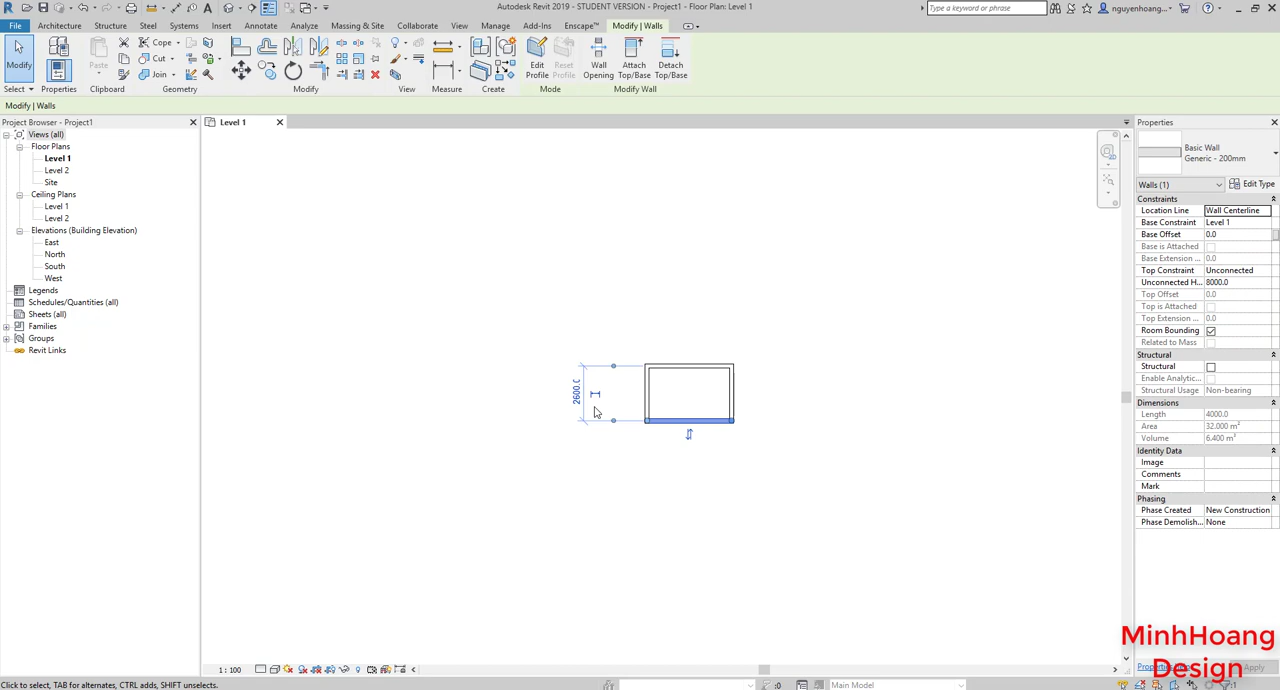 Autodesk Revit 2019 - STUDENT VERSION - Project1 - Floor Plan: Level 1
Type a keyword or phrase
nguyenhoang...
File Architecture Structure Steel Systems Insert Annotate Analyze Massing & Site Collaborate View Manage Add-Ins Enscape™ Modify | Walls
Modify
Paste
Cope
Cut
Join
Edit Profile
Reset Profile
Wall Opening
Attach Top/Base
Detach Top/Base
Select Properties Clipboard Geometry Modify View Measure Create Mode Modify Wall
Modify | Walls
Project Browser - Project1
Views (all)
Floor Plans
Level 1
Level 2
Site
Ceiling Plans
Level 1
Level 2
Elevations (Building Elevation)
East
North
South
West
Legends
Schedules/Quantities (all)
Sheets (all)
Families
Groups
Revit Links
Level 1
2D
2600.0
Properties
Basic Wall
Generic - 200mm
Walls (1) Edit Type
Constraints
Location Line Wall Centerline
Base Constraint Level 1
Base Offset 0.0
Base is Attached
Base Extension ... 0.0
Top Constraint Unconnected
Unconnected H... 8000.0
Top Offset 0.0
Top is Attached
Top Extension ... 0.0
Room Bounding
Related to Mass
Structural
Structural
Enable Analytic...
Structural Usage Non-bearing
Dimensions
Length 4000.0
Area 32.000 m²
Volume 6.400 m³
Identity Data
Image
Comments
Mark
Phasing
Phase Created New Construction
Phase Demolish... None
Apply
MinhHoang
Design
1 : 100
Click to select, TAB for alternates, CTRL adds, SHIFT unselects.
:0
Main Model
:1